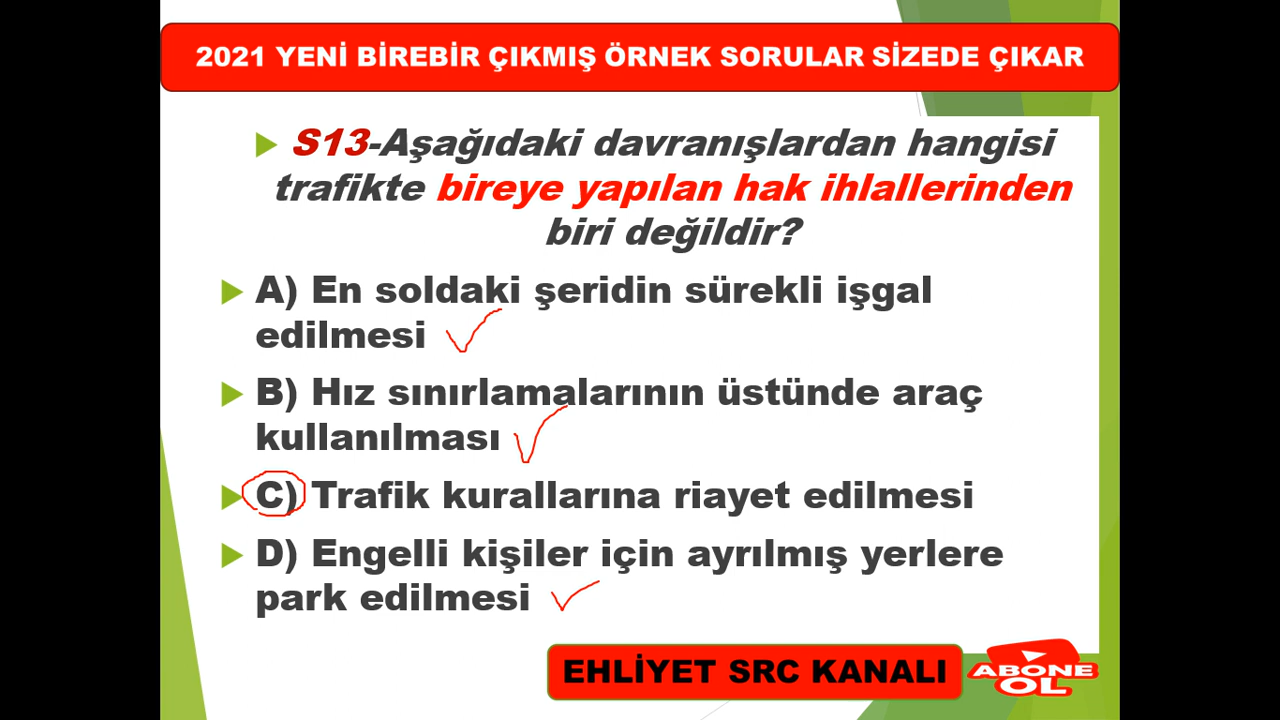 2021 YENİ BİREBİR ÇIKMIŞ ÖRNEK SORULAR SİZEDE ÇIKAR
S13-Aşağıdaki davranışlardan hangisi
trafikte bireye yapılan hak ihlallerinden
biri değildir?
A) En soldaki şeridin sürekli işgal
edilmesi
B) Hız sınırlamalarının üstünde araç
kullanılması
C) Trafik kurallarına riayet edilmesi
D) Engelli kişiler için ayrılmış yerlere
park edilmesi
EHLİYET SRC KANALI
ABONE
OL